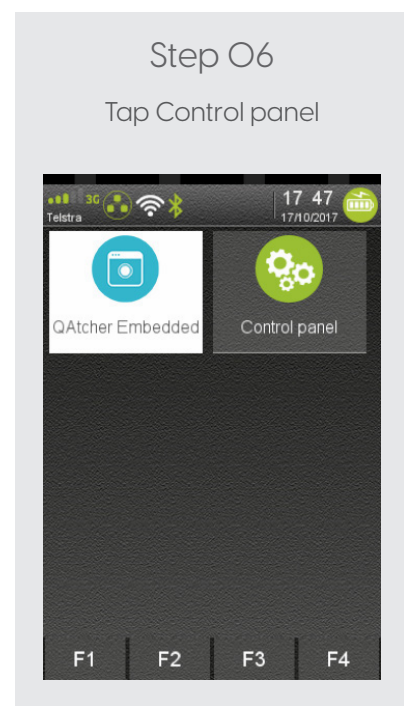 Step 06
Tap Control panel
3G
17 47
Telstra
17/10/2017
QAtcher Embedded
Control panel
F1 F2 F3 F4